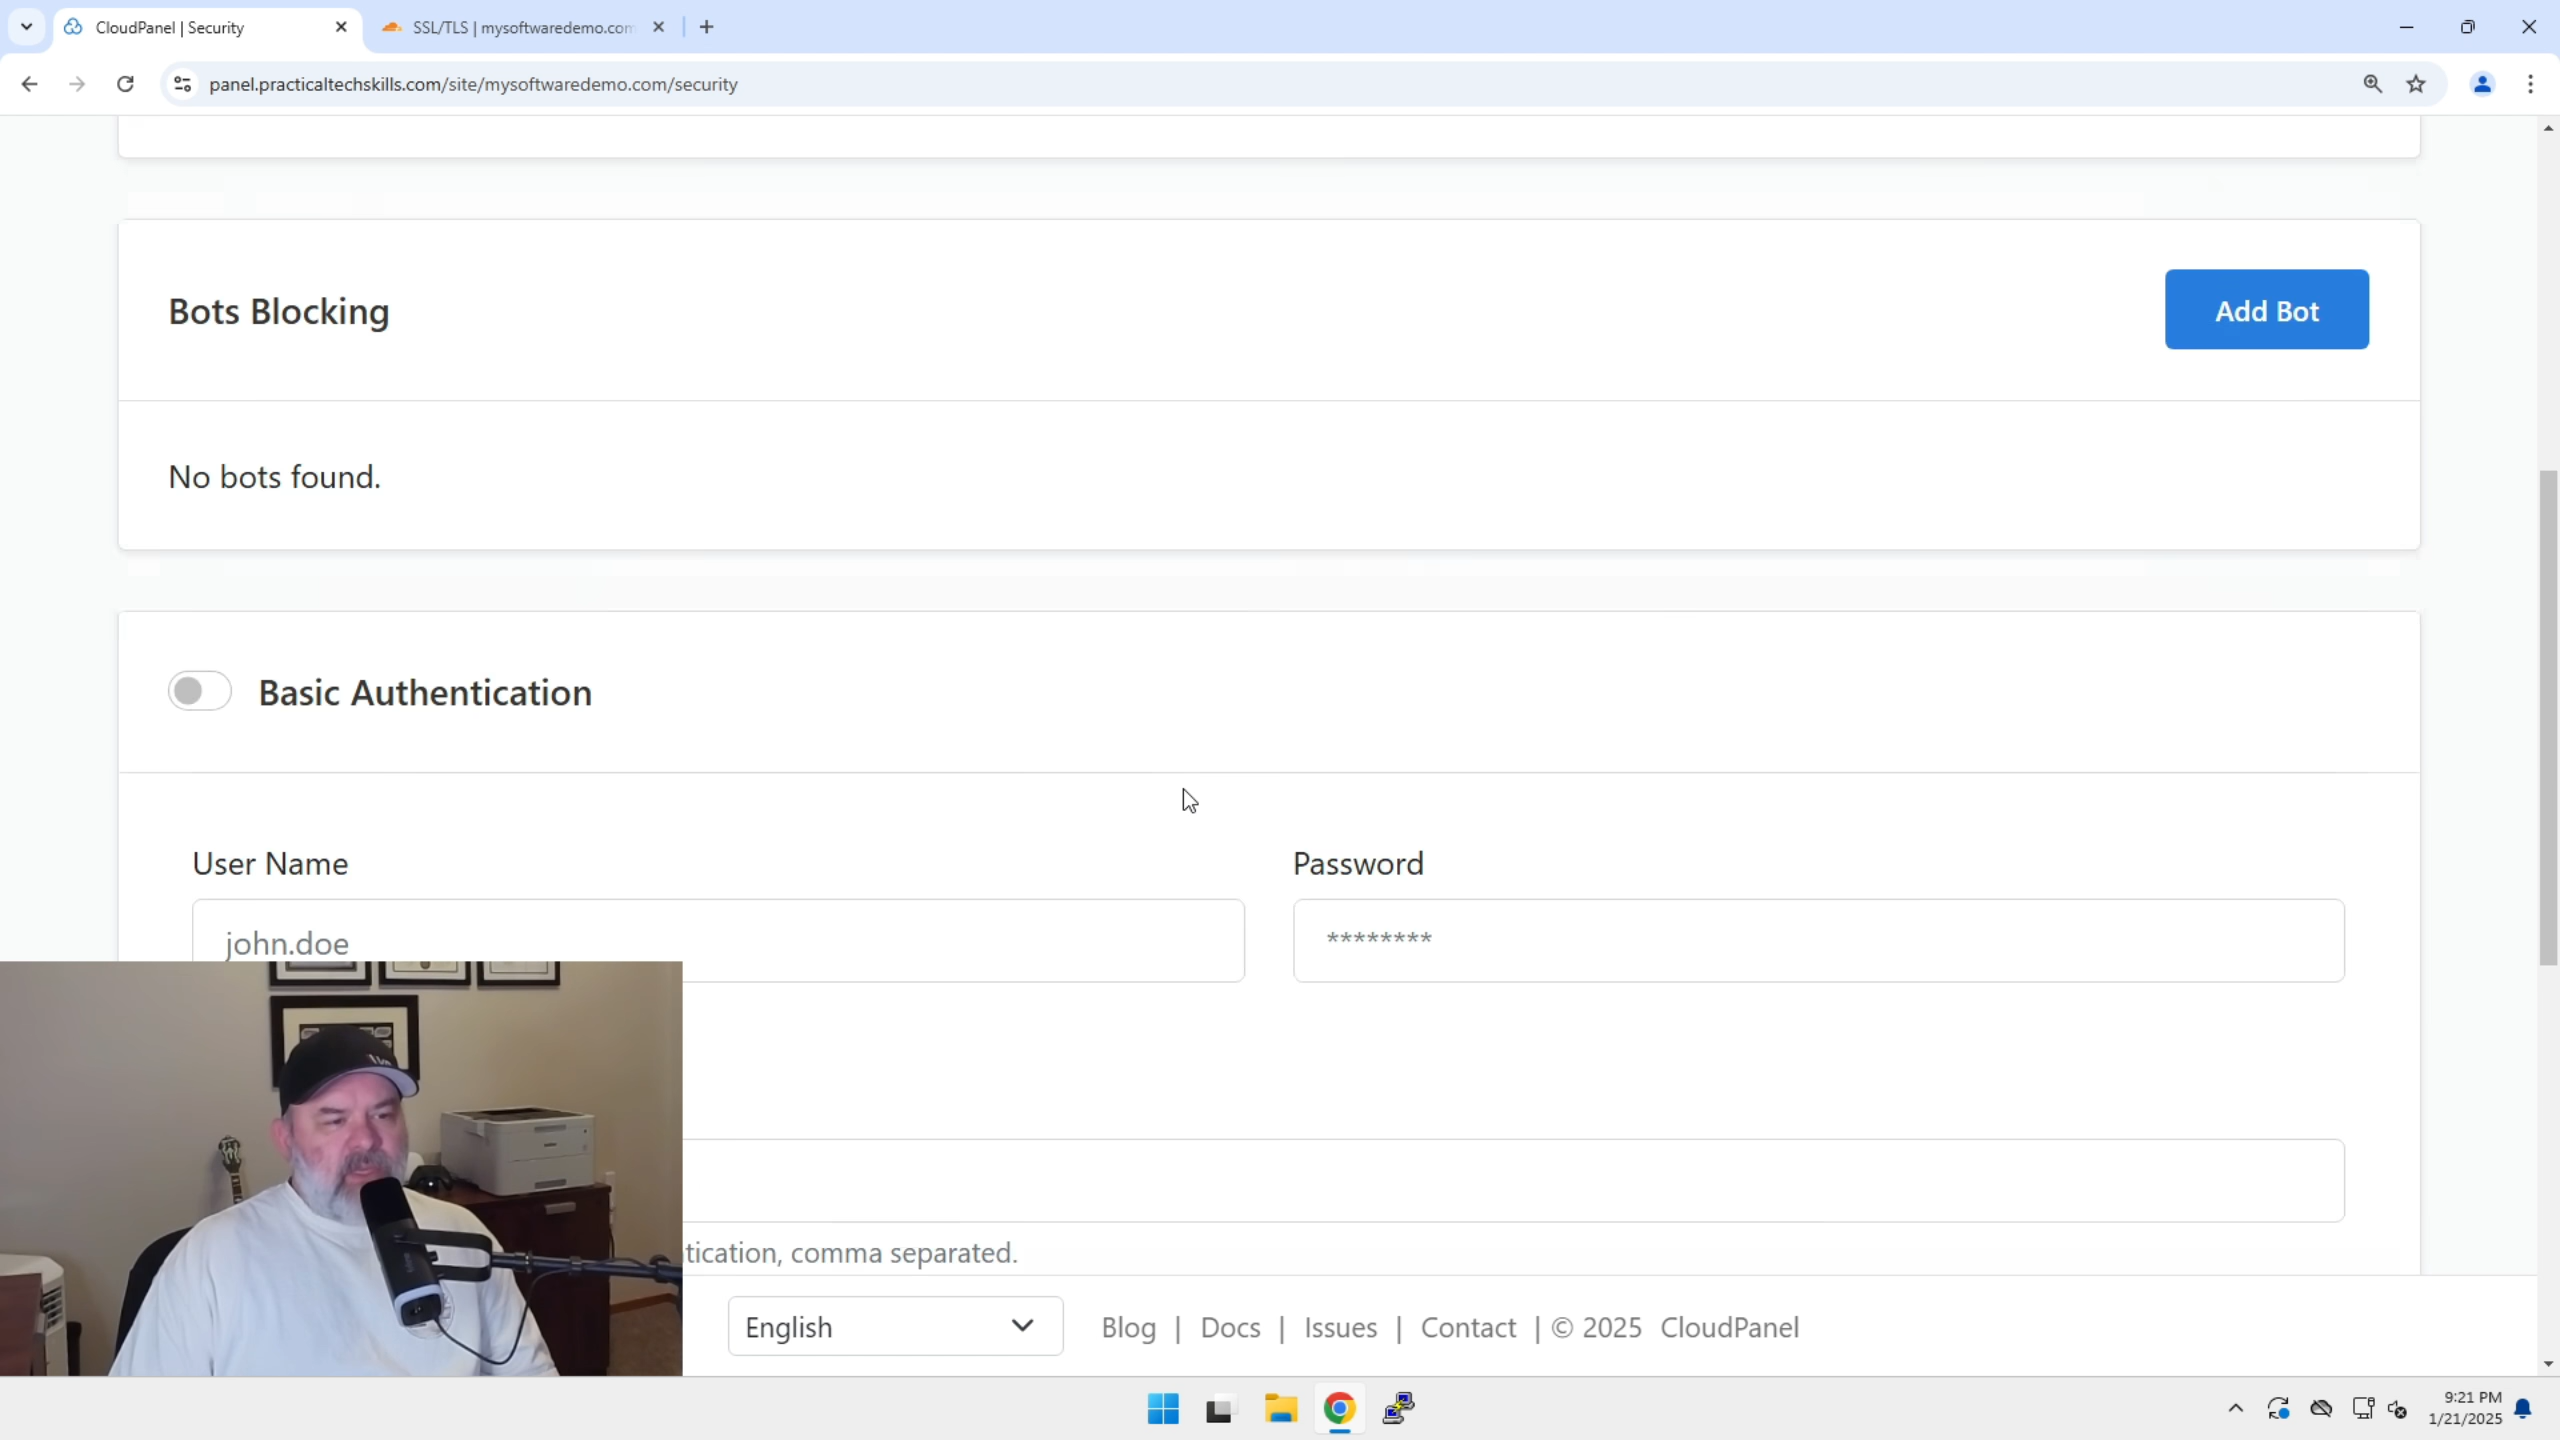 CloudPanel | Security
SSL/TLS | mysoftwaredemo.com
panel.practicaltechskills.com/site/mysoftwaredemo.com/security
Bots Blocking
Add Bot
No bots found.
Basic Authentication
User Name
Password
john.doe
********
tication, comma separated.
English
Blog | Docs | Issues | Contact | © 2025 CloudPanel
9:21 PM
1/21/2025